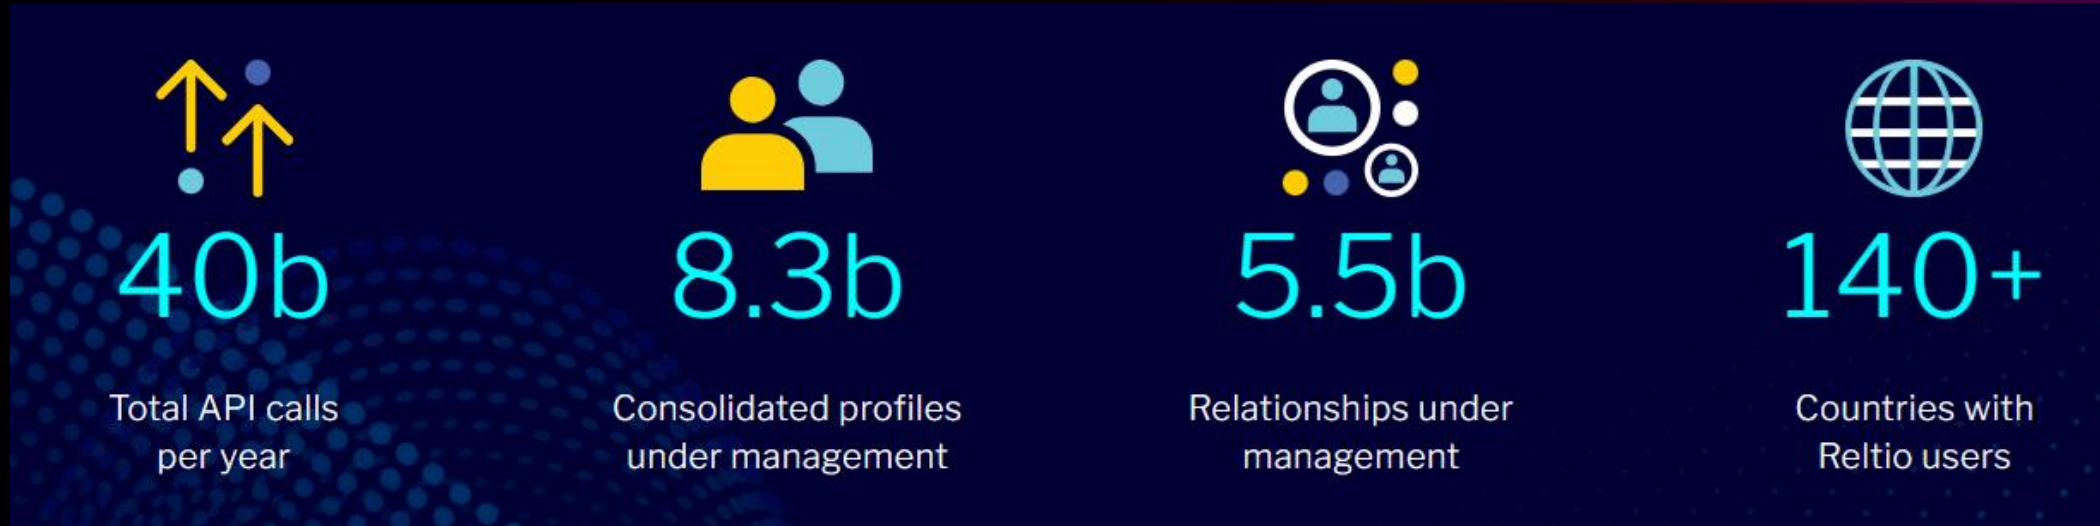 40b
Total API calls
per year
8.3b
Consolidated profiles
under management
5.5b
Relationships under
management
140+
Countries with
Reltio users